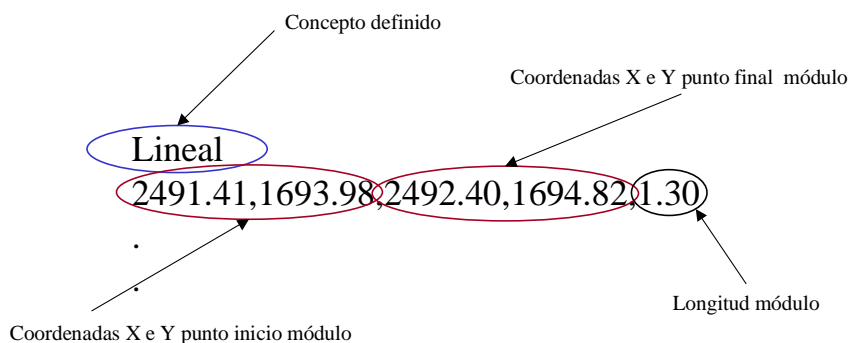 Concepto definido
Coordenadas X e Y punto final módulo
Lineal
2491.41,1693.98,2492.40,1694.82,1.30
.
.
Longitud módulo
Coordenadas X e Y punto inicio módulo